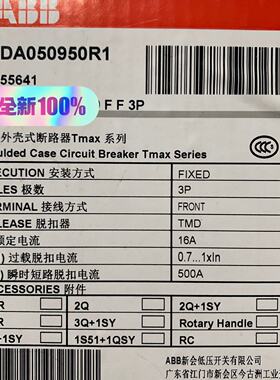 ABB
DA050950R1
55641
全新100%
F F 3P
外壳式断路器Tmax 系列
ulded Case Circuit Breaker Tmax Series
ECUTION 安装方式 FIXED
LES 极数 3P
RMINAL 接线方式 FRONT
LEASE 脱扣器 TMD
额定电流 16A
) 过载脱扣电流 0.7...1xIn
) 瞬时短路脱扣电流 500A
CESSORIES 附件
R 2Q 2Q+1SY
R 3Q+1SY Rotary Handle
+1SY 1S51+1QSY RC
ABB新会低压开关有限公司
广东省江门市新会区今古洲工业